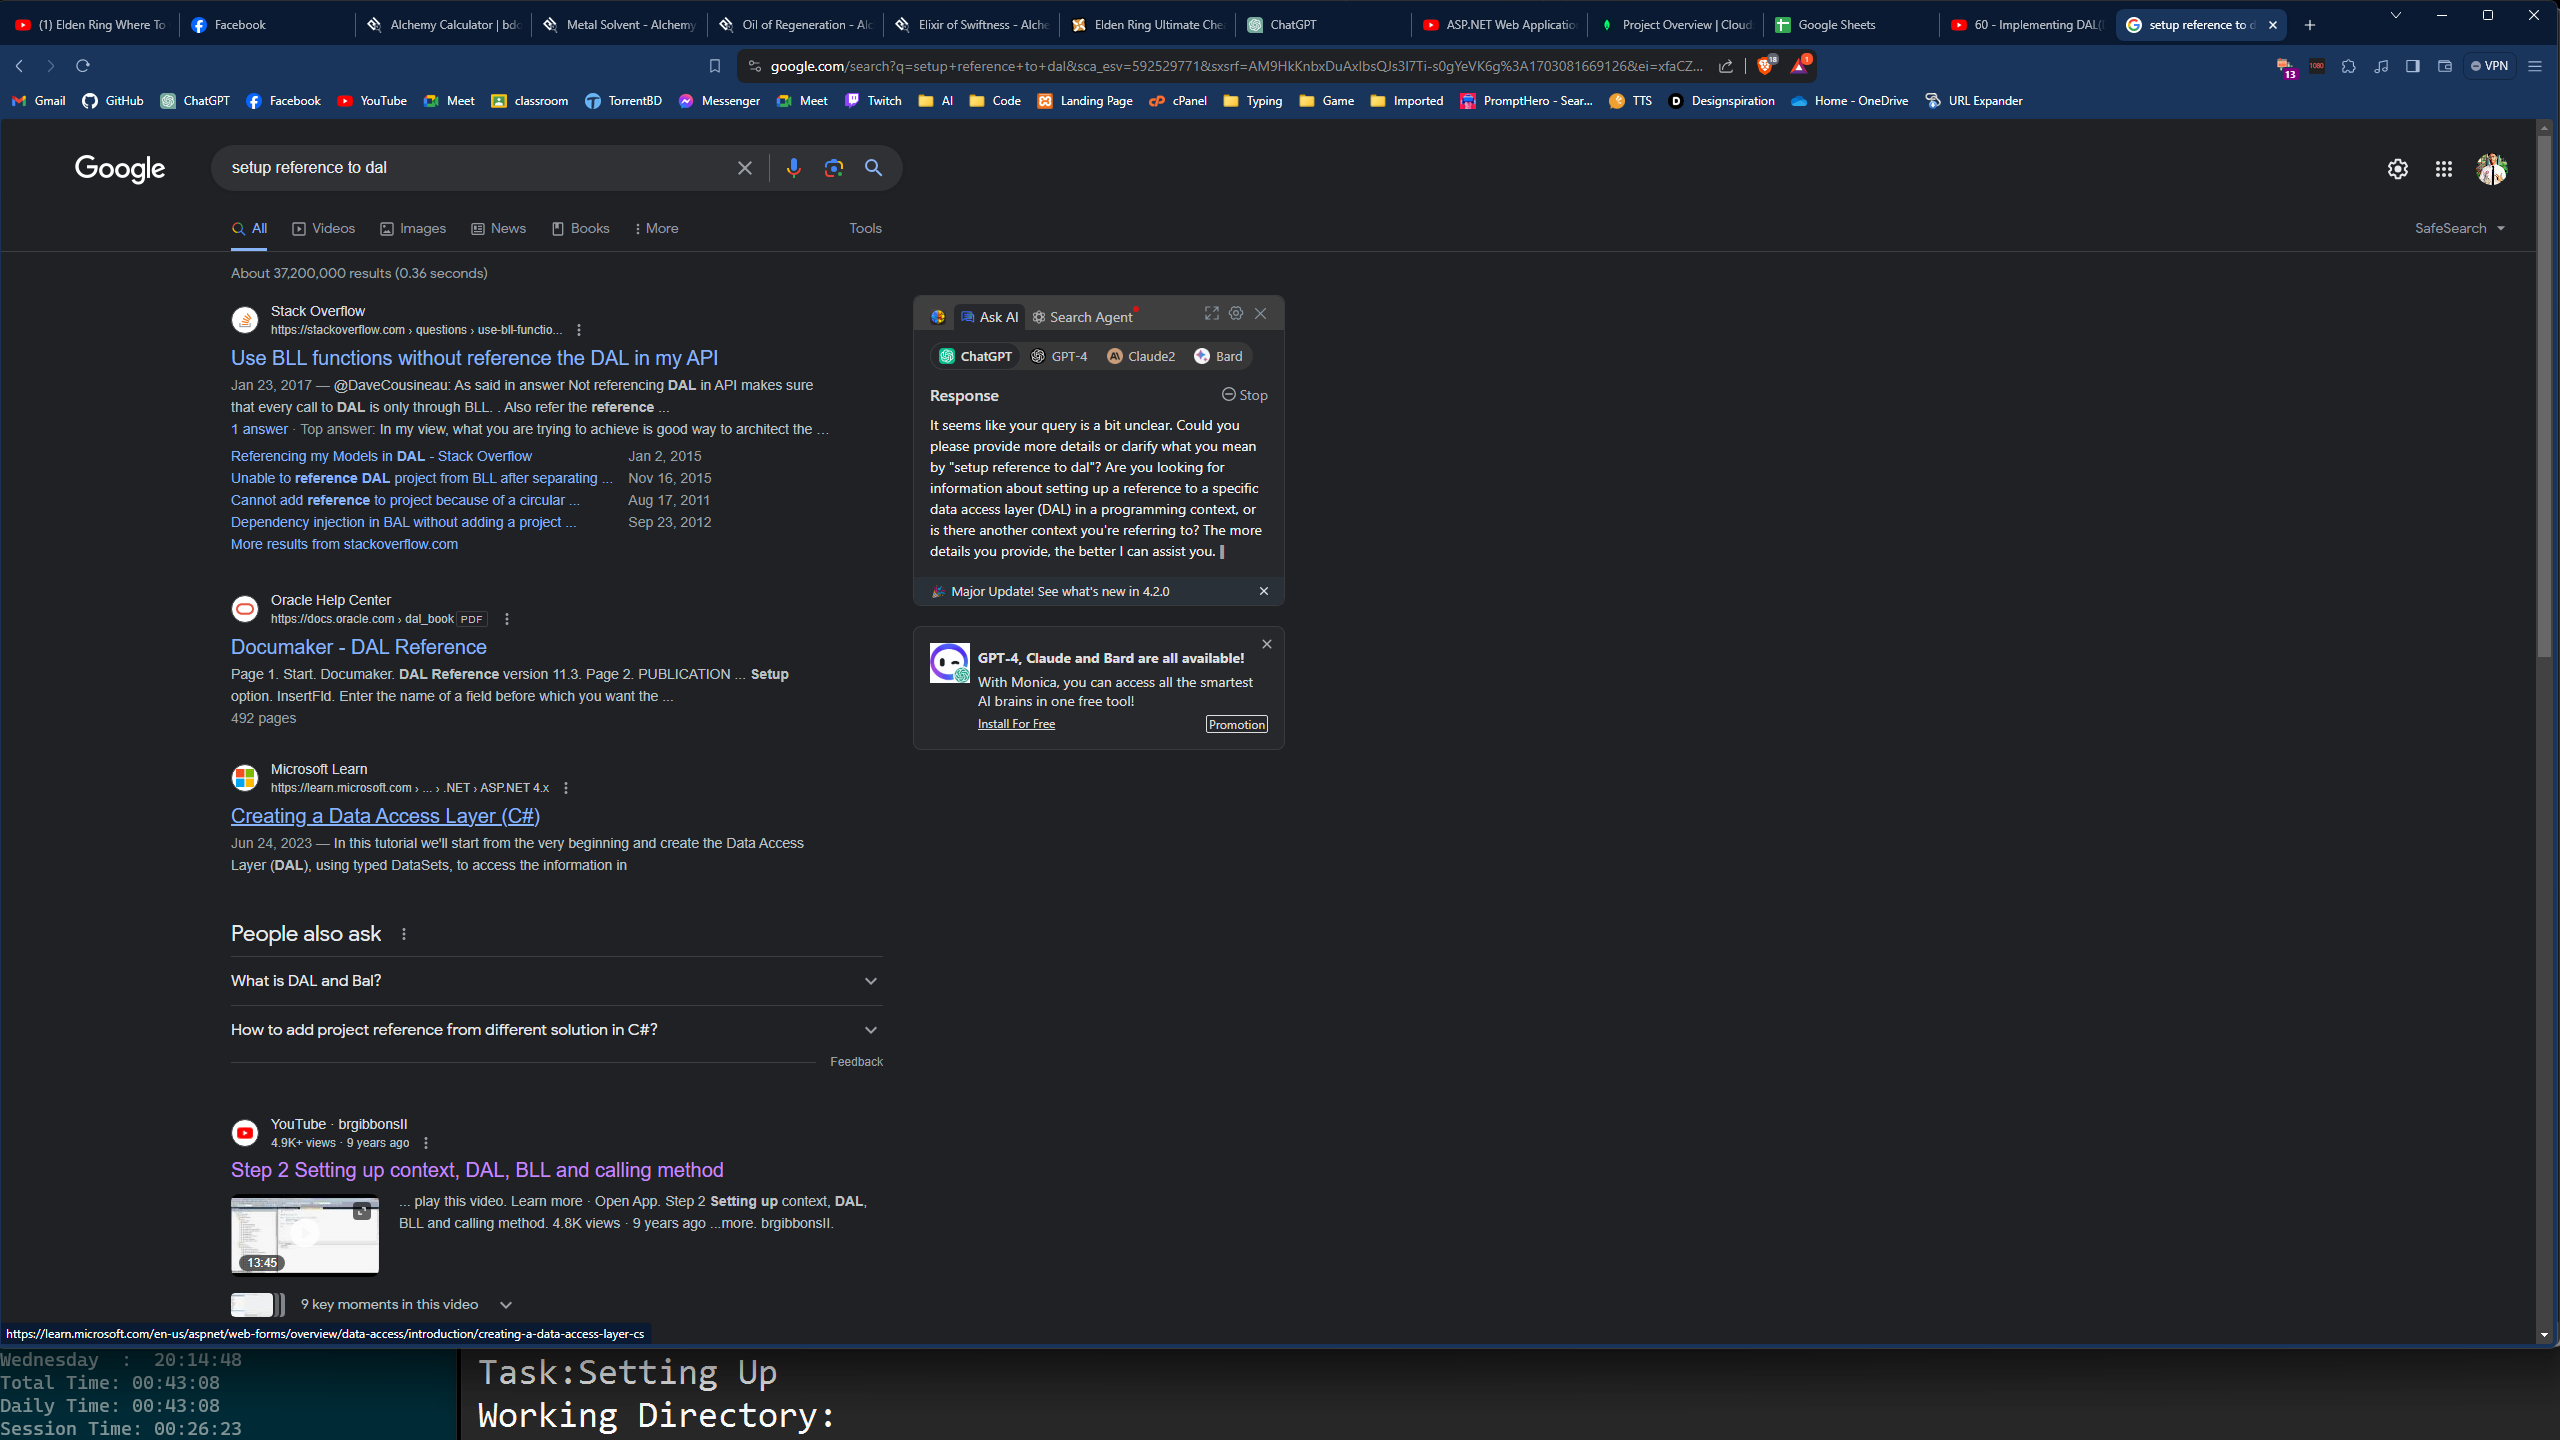 (1) Elden Ring Where To
Facebook
Alchemy Calculator | bdo
Metal Solvent - Alchemy
Oil of Regeneration - Alc
Elixir of Swiftness - Alche
Elden Ring Ultimate Che
ChatGPT
ASP.NET Web Application
Project Overview | Cloud
Google Sheets
60 - Implementing DAL(
setup reference to d
google.com/search?q=setup+reference+to+dal&sca_esv=592529771&sxsrf=AM9HkKnbxDuAxlbsQJs3I7Ti-s0gYeVK6g%3A1703081669126&ei=xfaCZ...
18
1
13
1080
VPN
Gmail
GitHub
ChatGPT
Facebook
YouTube
Meet
classroom
TorrentBD
Messenger
Meet
Twitch
AI
Code
Landing Page
cPanel
Typing
Game
Imported
PromptHero - Sear...
TTS
Designspiration
Home - OneDrive
URL Expander
Google
setup reference to dal
All
Videos
Images
News
Books
More
Tools
SafeSearch
About 37,200,000 results (0.36 seconds)
Stack Overflow
https://stackoverflow.com › questions › use-bll-functio...
Use BLL functions without reference the DAL in my API
Jan 23, 2017 — @DaveCousineau: As said in answer Not referencing DAL in API makes sure
that every call to DAL is only through BLL. . Also refer the reference ...
1 answer · Top answer: In my view, what you are trying to achieve is good way to architect the ...
Referencing my Models in DAL - Stack Overflow Jan 2, 2015
Unable to reference DAL project from BLL after separating ... Nov 16, 2015
Cannot add reference to project because of a circular ... Aug 17, 2011
Dependency injection in BAL without adding a project ... Sep 23, 2012
More results from stackoverflow.com
Oracle Help Center
https://docs.oracle.com › dal_book PDF
Documaker - DAL Reference
Page 1. Start. Documaker. DAL Reference version 11.3. Page 2. PUBLICATION ... Setup
option. InsertFld. Enter the name of a field before which you want the ...
492 pages
Microsoft Learn
https://learn.microsoft.com › ... › .NET › ASP.NET 4.x
Creating a Data Access Layer (C#)
Jun 24, 2023 — In this tutorial we'll start from the very beginning and create the Data Access
Layer (DAL), using typed DataSets, to access the information in
People also ask
What is DAL and Bal?
How to add project reference from different solution in C#?
Feedback
YouTube · brgibbonsII
4.9K+ views · 9 years ago
Step 2 Setting up context, DAL, BLL and calling method
... play this video. Learn more · Open App. Step 2 Setting up context, DAL,
BLL and calling method. 4.8K views · 9 years ago ...more. brgibbonsII.
13:45
9 key moments in this video
Ask AI
Search Agent
ChatGPT
GPT-4
Claude2
Bard
Response
Stop
It seems like your query is a bit unclear. Could you
please provide more details or clarify what you mean
by "setup reference to dal"? Are you looking for
information about setting up a reference to a specific
data access layer (DAL) in a programming context, or
is there another context you're referring to? The more
details you provide, the better I can assist you.
Major Update! See what's new in 4.2.0
GPT-4, Claude and Bard are all available!
With Monica, you can access all the smartest
AI brains in one free tool!
Install For Free
Promotion
https://learn.microsoft.com/en-us/aspnet/web-forms/overview/data-access/introduction/creating-a-data-access-layer-cs
Wednesday : 20:14:48
Total Time: 00:43:08
Daily Time: 00:43:08
Session Time: 00:26:23
Task:Setting Up
Working Directory: